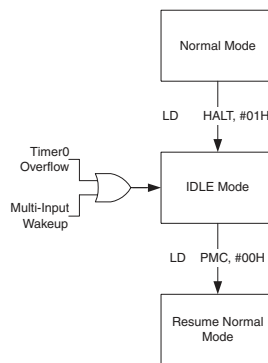 Normal Mode
LD HALT, #01H
Timer0
Overflow
IDLE Mode
Multi-Input
Wakeup
LD PMC, #00H
Resume Normal
Mode